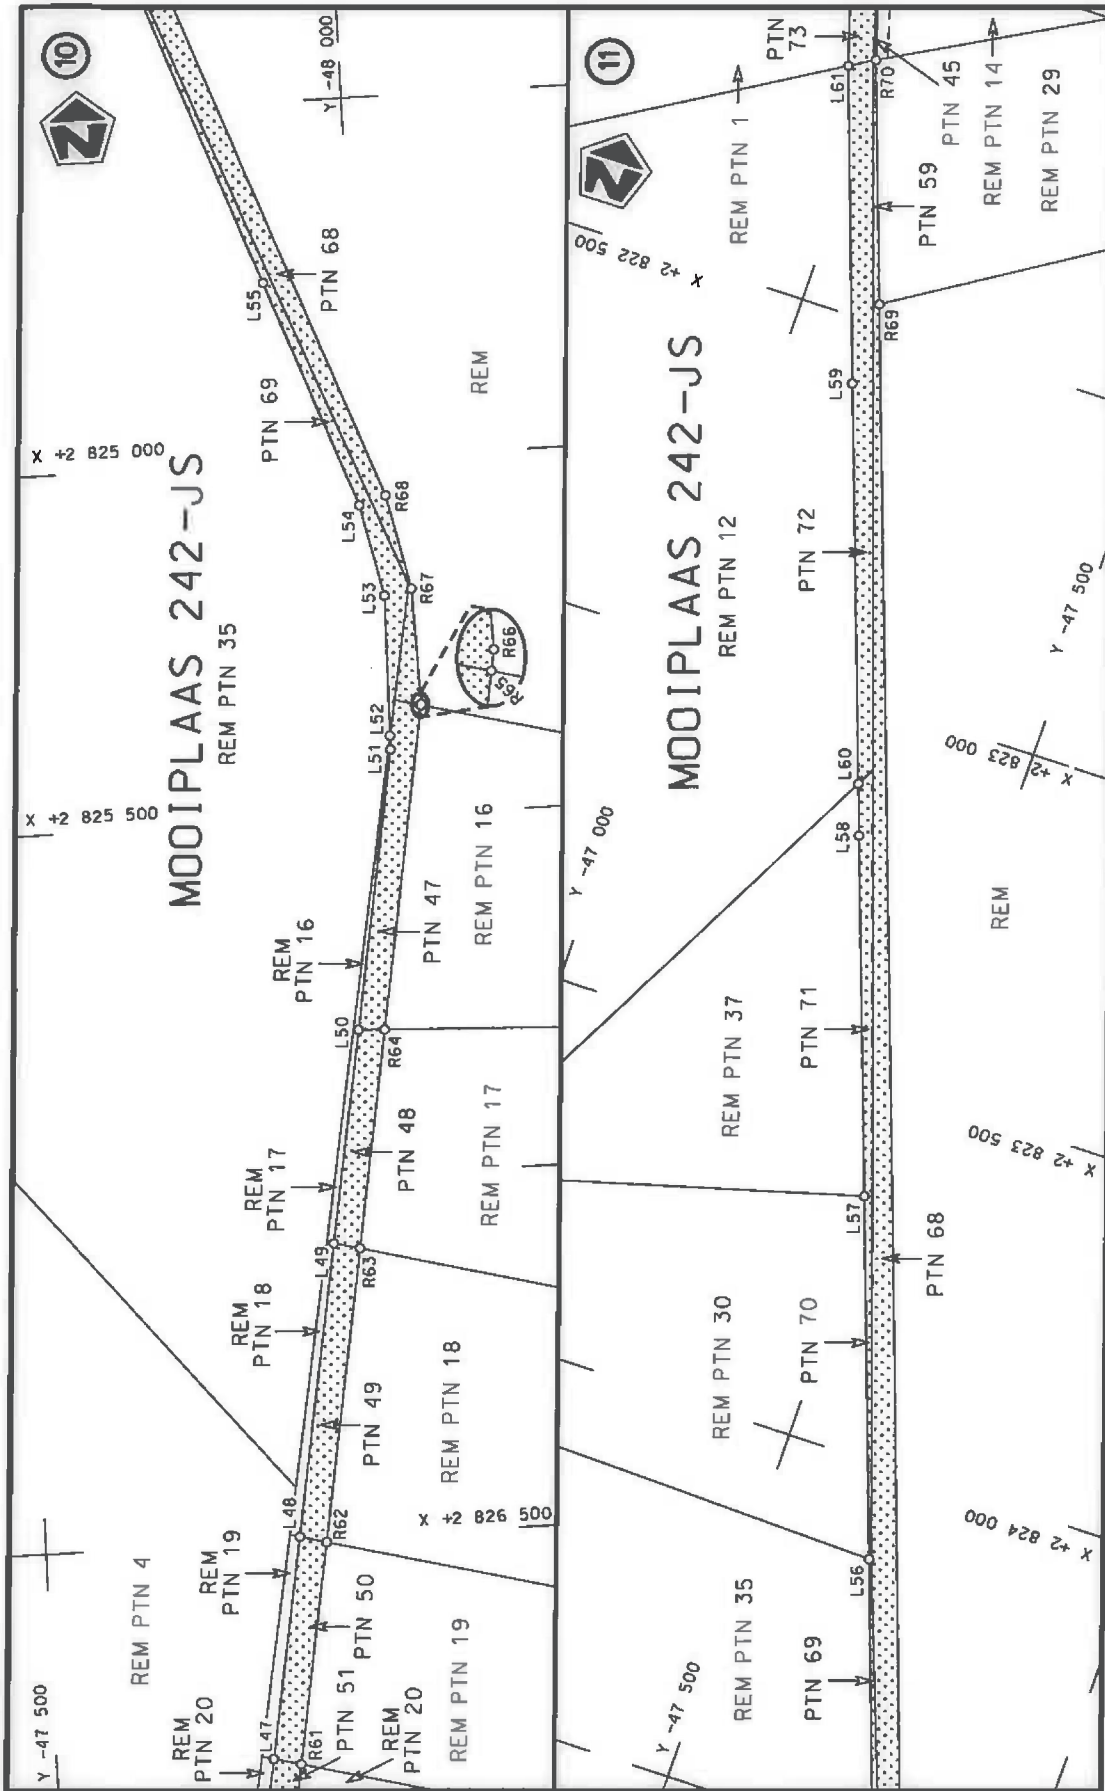 10
N
Y -48 000
X +2 825 000
MOOIPLAAS 242-JS
REM PTN 35
PTN 68
L55
PTN 69
REM
L54
R68
L53
R67
R66
R65
L52
L51
X +2 825 500
REM PTN 16
PTN 47
REM
PTN 16
L50
R64
PTN 48
REM PTN 17
REM
PTN 17
L49
R63
REM
PTN 18
PTN 49
REM PTN 18
X +2 826 500
L48
R62
REM PTN 4
REM
PTN 19
PTN 50
REM PTN 19
Y -47 500
REM
PTN 20
L47
R61
PTN 51
REM
PTN 20
11
N
PTN
73
L61
R70
PTN 45
REM PTN 14
REM PTN 29
REM PTN 1
PTN 59
X +2 822 500
R69
L59
MOOIPLAAS 242-JS
REM PTN 12
PTN 72
Y -47 500
X +2 823 000
L60
L58
Y -47 000
REM
REM PTN 37
PTN 71
X +2 823 500
L57
PTN 68
REM PTN 30
PTN 70
X +2 824 000
L56
REM PTN 35
PTN 69
Y -47 500